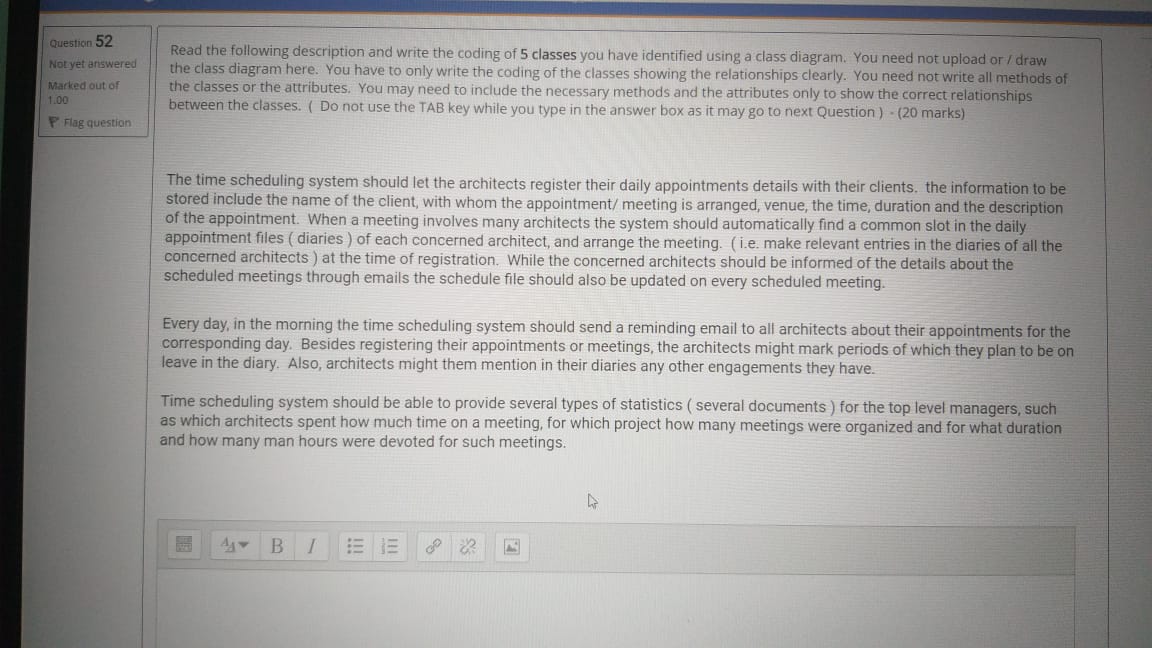 Question 52
Not yet answered
Marked out of
1.00
Flag question
Read the following description and write the coding of 5 classes you have identified using a class diagram. You need not upload or / draw
the class diagram here. You have to only write the coding of the classes showing the relationships clearly. You need not write all methods of
the classes or the attributes. You may need to include the necessary methods and the attributes only to show the correct relationships
between the classes. ( Do not use the TAB key while you type in the answer box as it may go to next Question ) - (20 marks)
The time scheduling system should let the architects register their daily appointments details with their clients. the information to be
stored include the name of the client, with whom the appointment/ meeting is arranged, venue, the time, duration and the description
of the appointment. When a meeting involves many architects the system should automatically find a common slot in the daily
appointment files ( diaries ) of each concerned architect, and arrange the meeting. ( i.e. make relevant entries in the diaries of all the
concerned architects ) at the time of registration. While the concerned architects should be informed of the details about the
scheduled meetings through emails the schedule file should also be updated on every scheduled meeting.
Every day, in the morning the time scheduling system should send a reminding email to all architects about their appointments for the
corresponding day. Besides registering their appointments or meetings, the architects might mark periods of which they plan to be on
leave in the diary. Also, architects might them mention in their diaries any other engagements they have.
Time scheduling system should be able to provide several types of statistics ( several documents ) for the top level managers, such
as which architects spent how much time on a meeting, for which project how many meetings were organized and for what duration
and how many man hours were devoted for such meetings.
B I